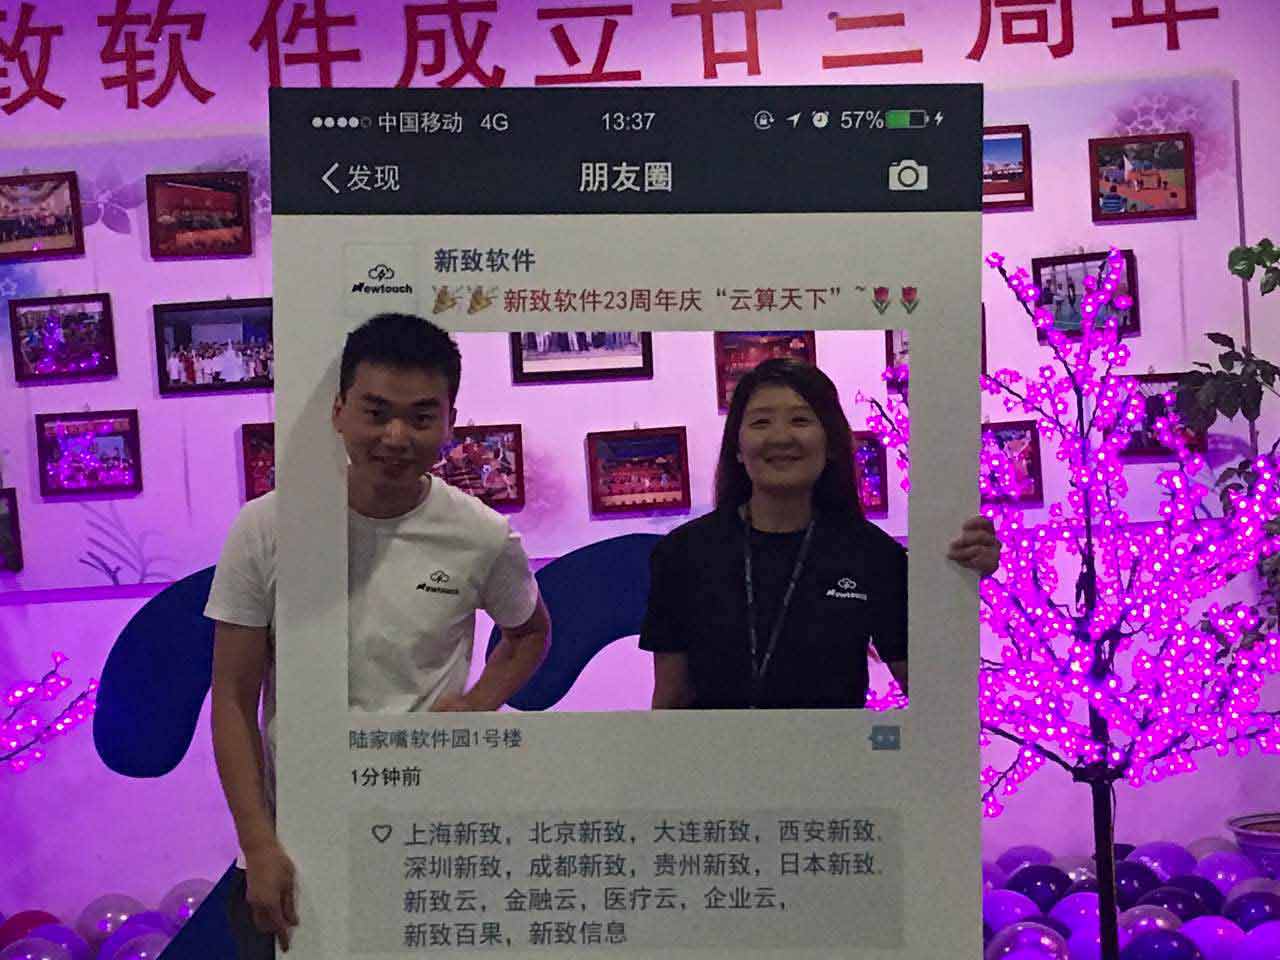 致软件成立廿三周年
中国移动 4G 13:37 57%
发现 朋友圈
新致软件
Newtouch
新致软件23周年庆“云算天下”~
Newtouch
Newtouch
陆家嘴软件园1号楼
1分钟前
上海新致，北京新致，大连新致，西安新致，
深圳新致，成都新致，贵州新致，日本新致，
新致云，金融云，医疗云，企业云，
新致百果，新致信息